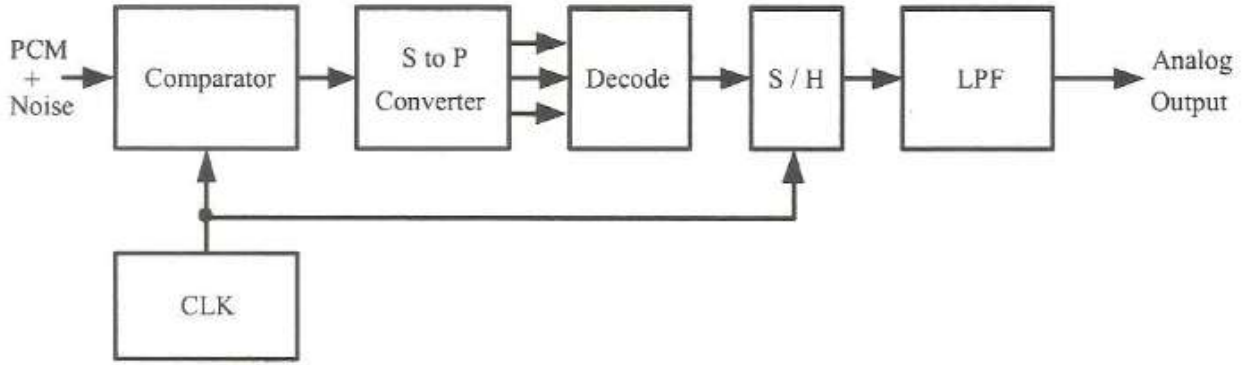 PCM
+
Noise
Comparator
S to P
Converter
Decode
S / H
LPF
Analog
Output
CLK